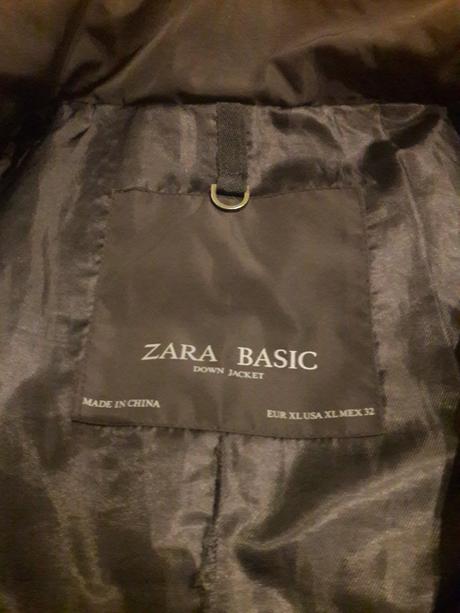 ZARA BASIC
DOWN JACKET
MADE IN CHINA
EUR XL USA XL MEX 32